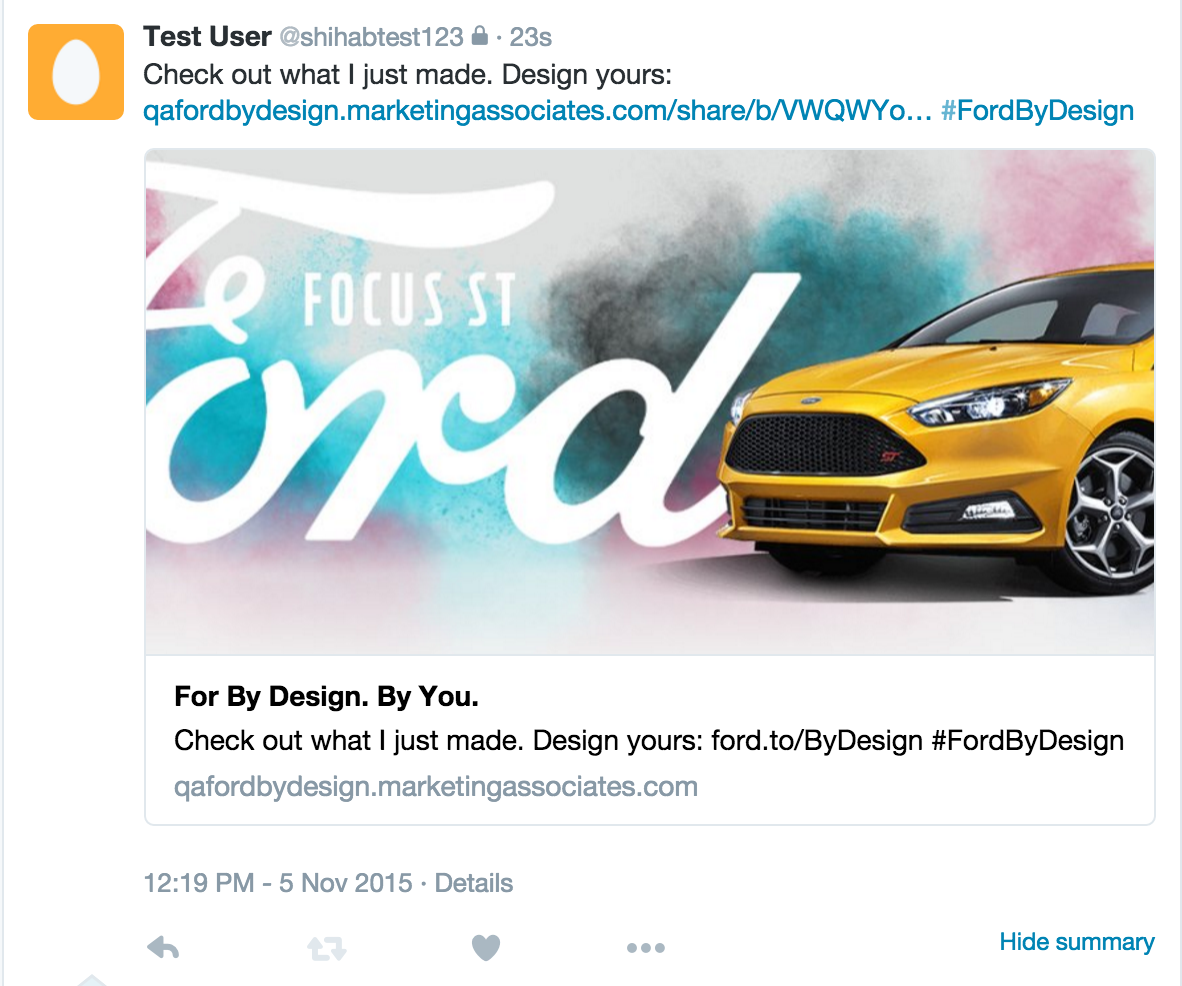 Test User @shihabtest123 · 23s
Check out what I just made. Design yours:
qafordbydesign.marketingassociates.com/share/b/VWQWYo… #FordByDesign
Te
FOCUS ST
Ford
ST
For By Design. By You.
Check out what I just made. Design yours: ford.to/ByDesign #FordByDesign
qafordbydesign.marketingassociates.com
12:19 PM - 5 Nov 2015 · Details
Hide summary